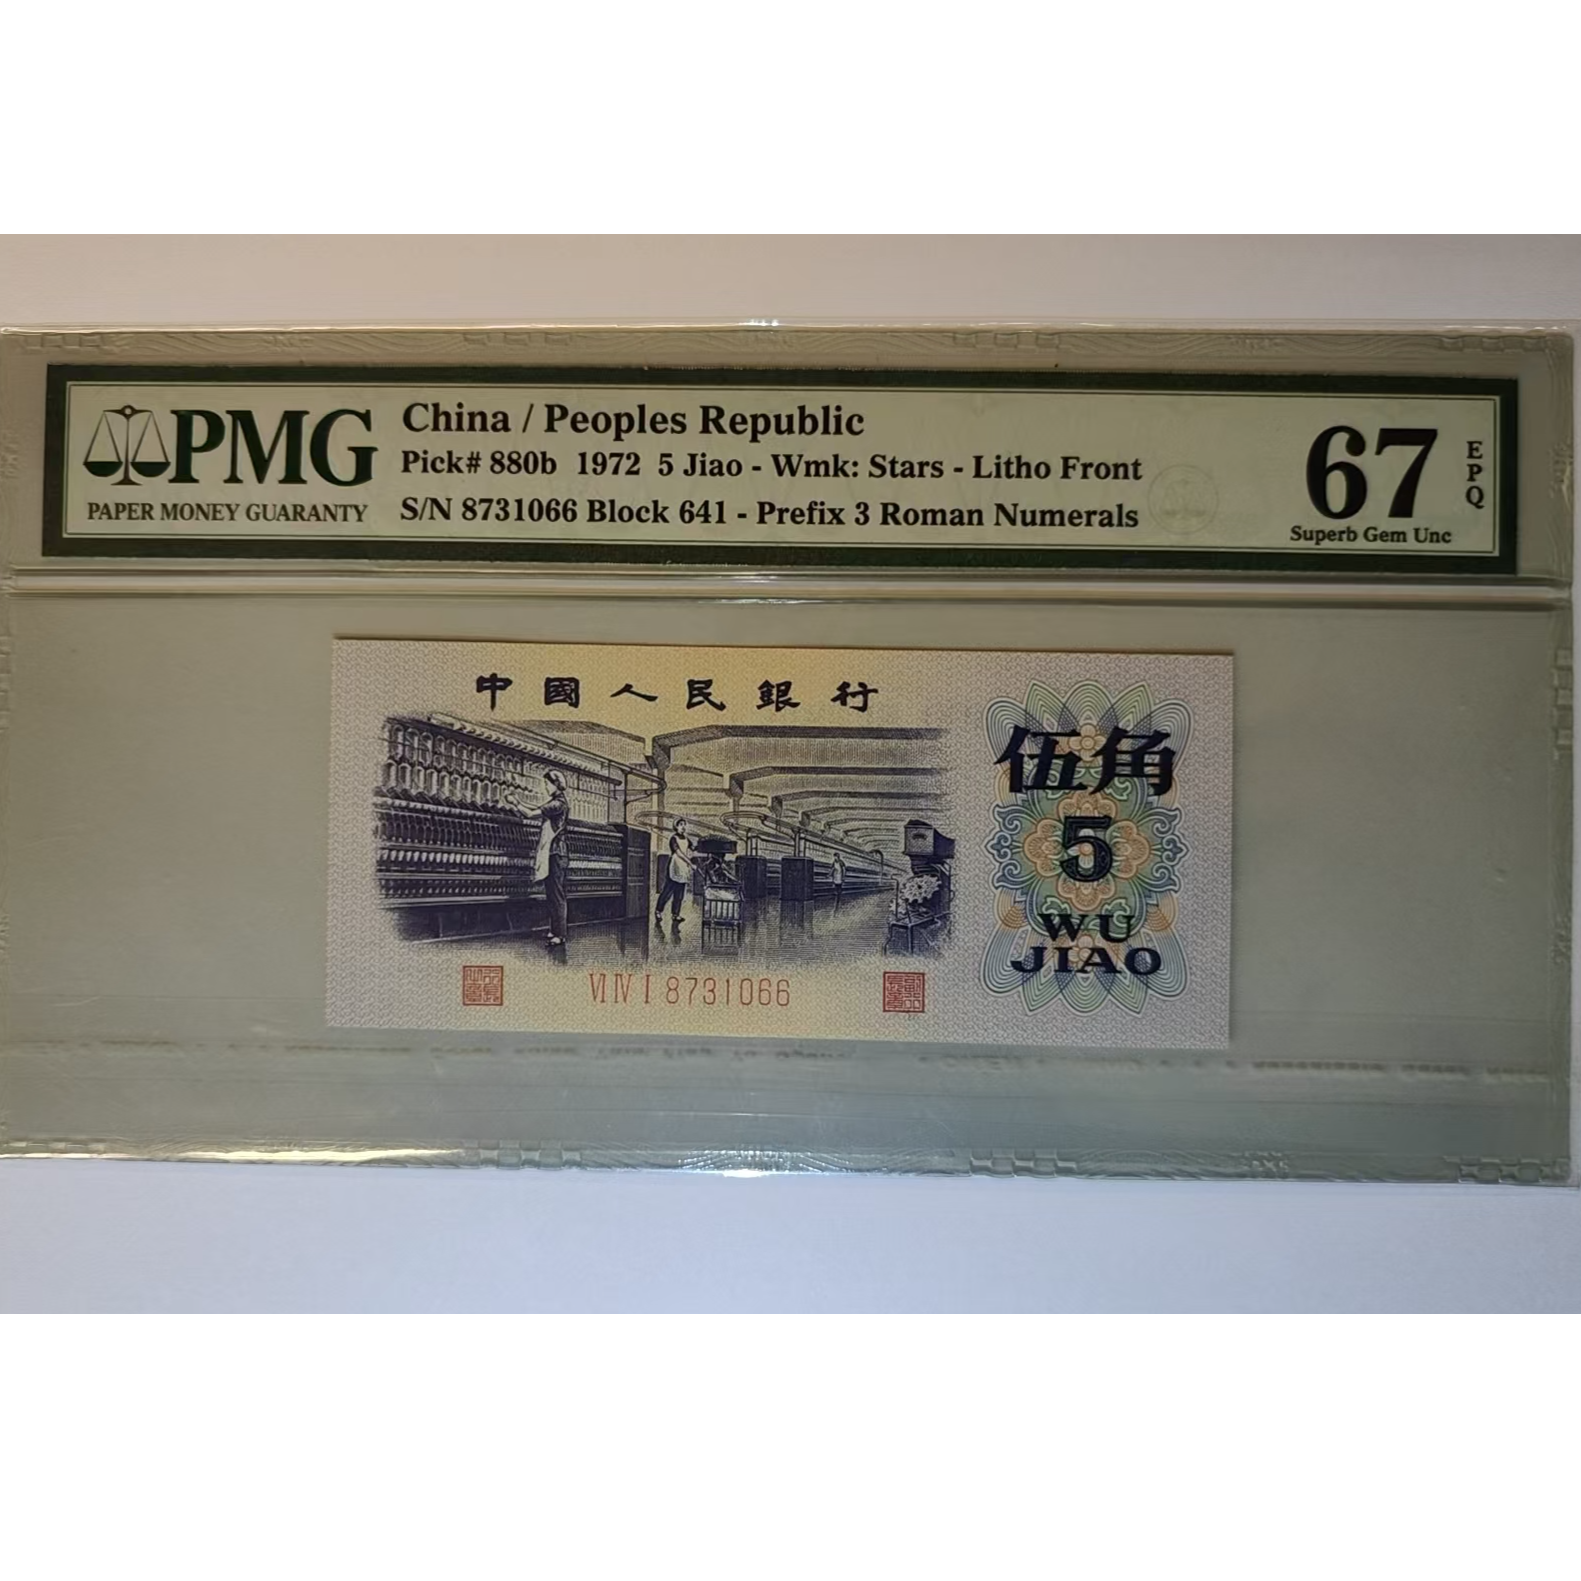 PMG
PAPER MONEY GUARANTY
China / Peoples Republic
Pick# 880b 1972 5 Jiao - Wmk: Stars - Litho Front
S/N 8731066 Block 641 - Prefix 3 Roman Numerals
67
EPQ
Superb Gem Unc
中國人民銀行
伍角
5
WU
JIAO
VI IV I 8731066